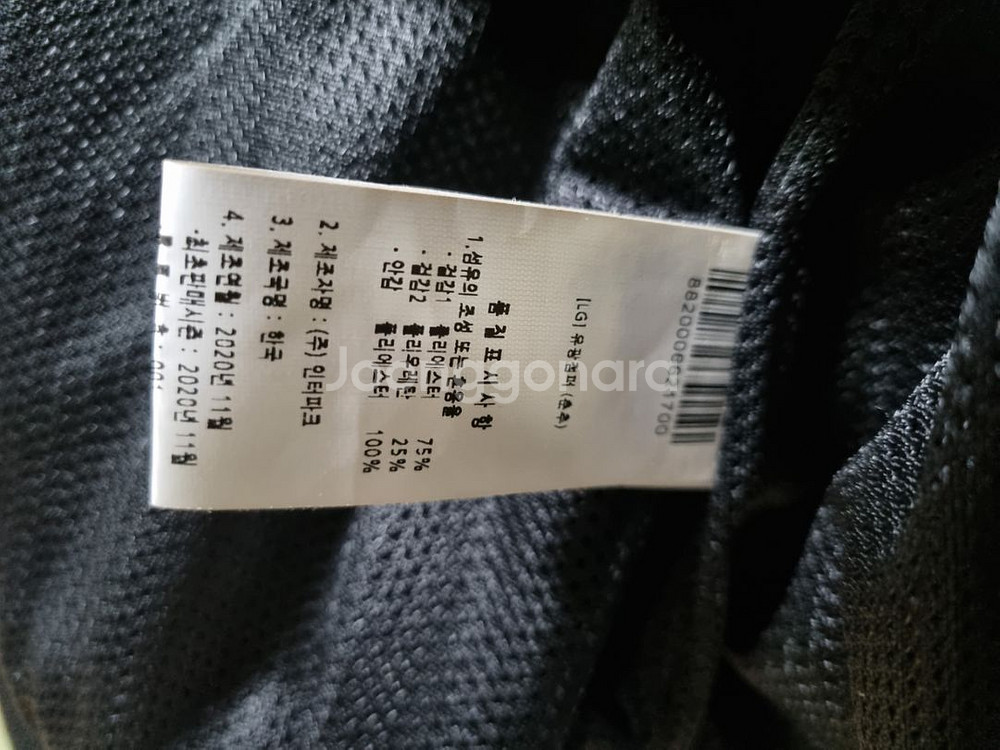 8820006621700
[LG] 유광점퍼 (춘추)
품 질 표 시 사 항
1. 섬유의 조성 또는 혼용율
· 겉감1 폴리에스터 75%
· 겉감2 폴리우레탄 25%
· 안감 폴리에스터 100%
2. 제조자명 : (주) 인터파크
3. 제조국명 : 한국
4. 제조연월 : 2020년 11월
·최초판매시즌 : 2020년 11월
Joonggonara